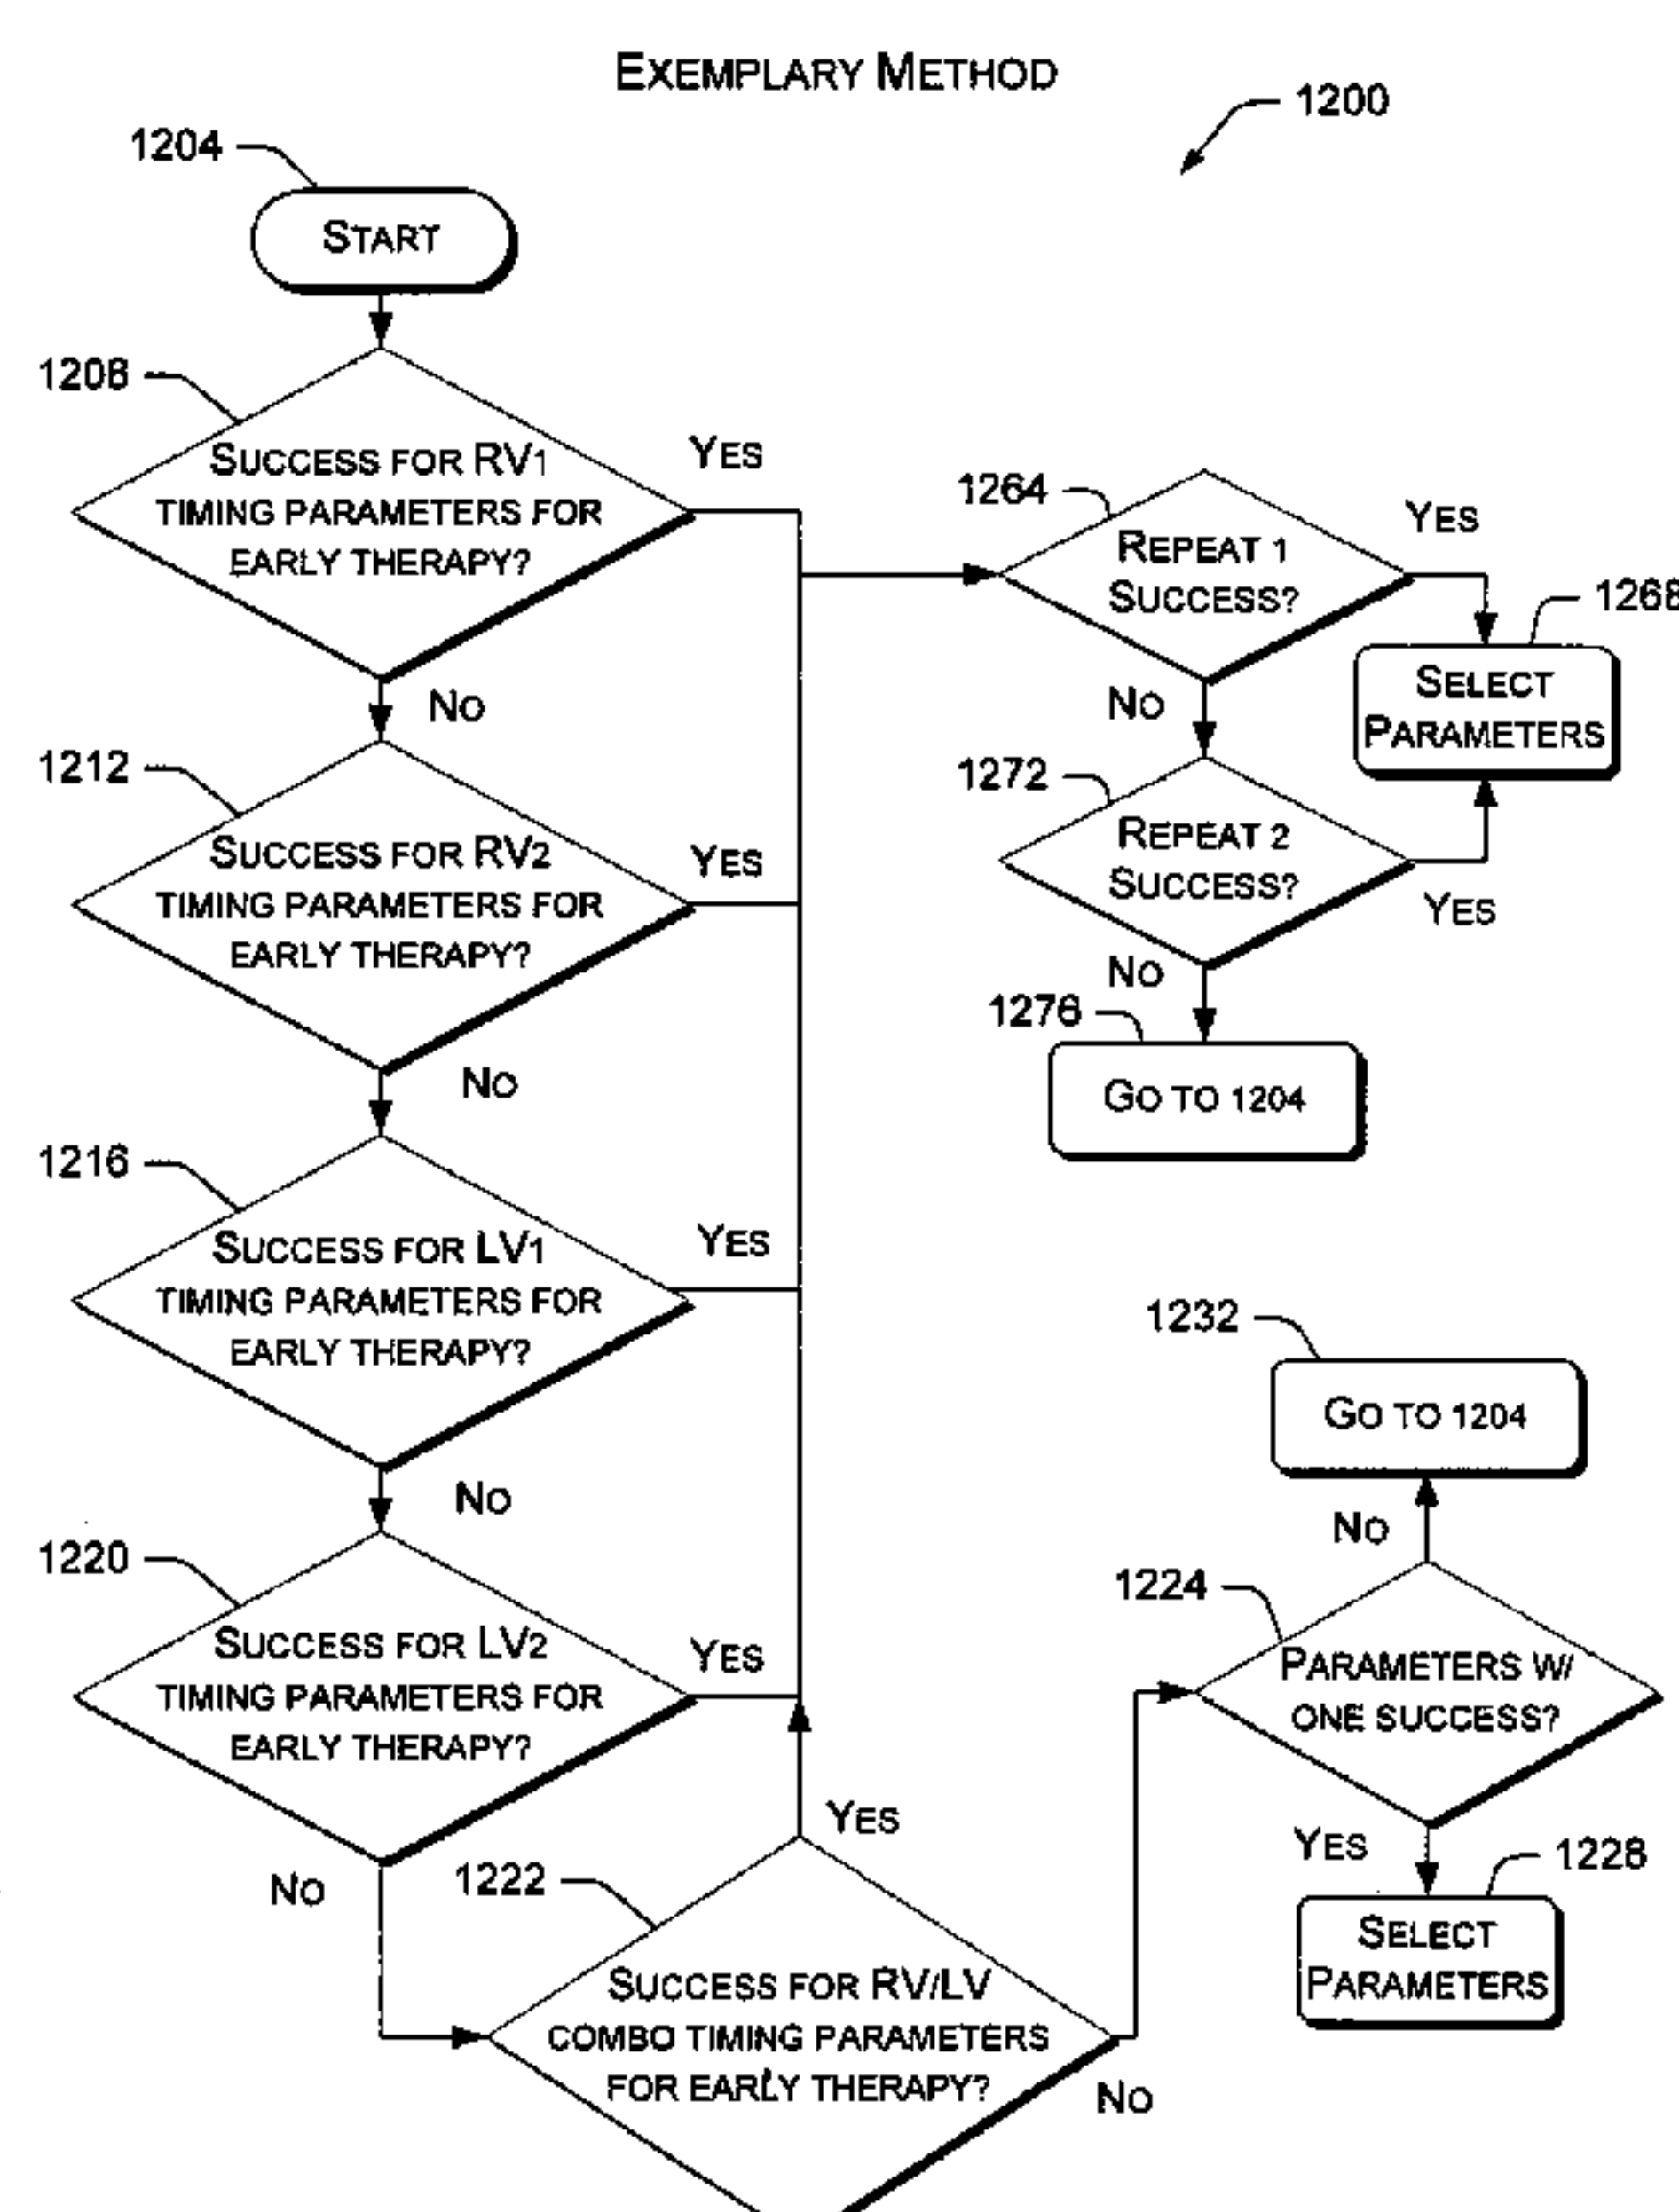 EXEMPLARY METHOD
1200
1204
START
1208
SUCCESS FOR RV1
TIMING PARAMETERS FOR
EARLY THERAPY?
YES
NO
1264
REPEAT 1
SUCCESS?
YES
NO
1268
SELECT
PARAMETERS
1212
SUCCESS FOR RV2
TIMING PARAMETERS FOR
EARLY THERAPY?
YES
NO
1272
REPEAT 2
SUCCESS?
YES
NO
1276
GO TO 1204
1216
SUCCESS FOR LV1
TIMING PARAMETERS FOR
EARLY THERAPY?
YES
NO
1232
GO TO 1204
NO
1220
SUCCESS FOR LV2
TIMING PARAMETERS FOR
EARLY THERAPY?
YES
NO
1224
PARAMETERS W/
ONE SUCCESS?
YES
1228
SELECT
PARAMETERS
1222
YES
SUCCESS FOR RV/LV
COMBO TIMING PARAMETERS
FOR EARLY THERAPY?
NO